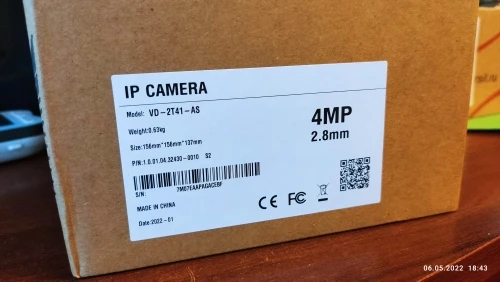 IP CAMERA
Model: VD-2T41-AS
Weight:0.63kg
Size:156mm*156mm*137mm
P/N:1.0.01.04.32430-0010 S2
4MP
2.8mm
S/N:
7M07EAAPAGACEBF
MADE IN CHINA
Date:2022-01
CE FC
06.05.2022 18:43